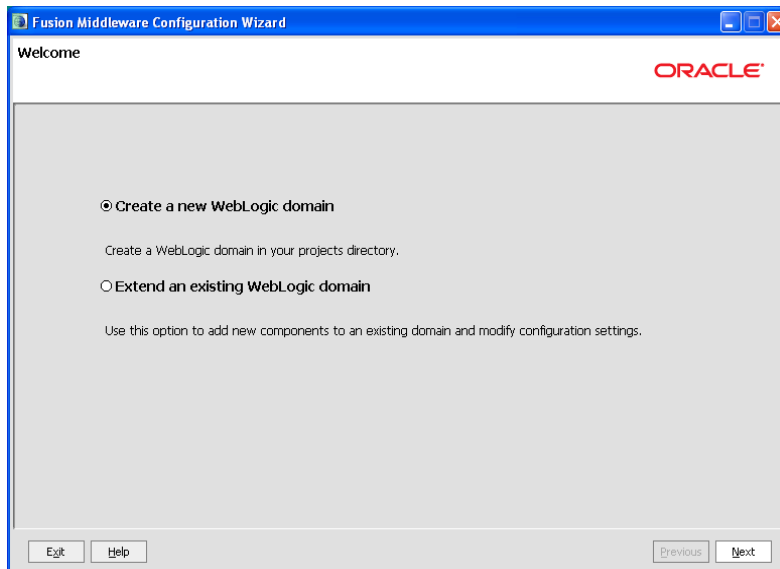 Fusion Middleware Configuration Wizard
Welcome
ORACLE
Create a new WebLogic domain
Create a WebLogic domain in your projects directory.
Extend an existing WebLogic domain
Use this option to add new components to an existing domain and modify configuration settings.
Exit Help Previous Next